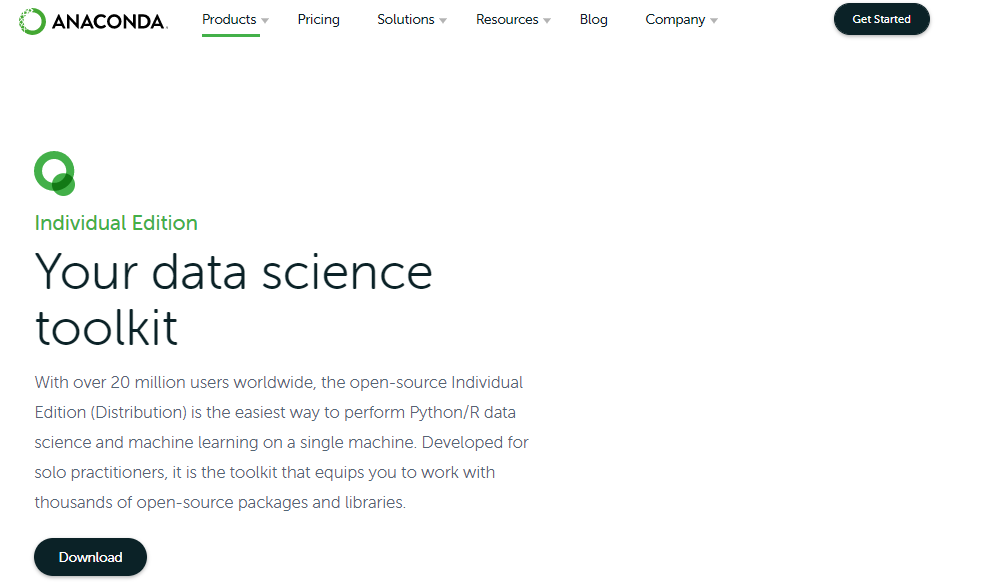 ANACONDA.
Products
Pricing
Solutions
Resources
Blog
Company
Get Started
Individual Edition
Your data science
toolkit
With over 20 million users worldwide, the open-source Individual
Edition (Distribution) is the easiest way to perform Python/R data
science and machine learning on a single machine. Developed for
solo practitioners, it is the toolkit that equips you to work with
thousands of open-source packages and libraries.
Download